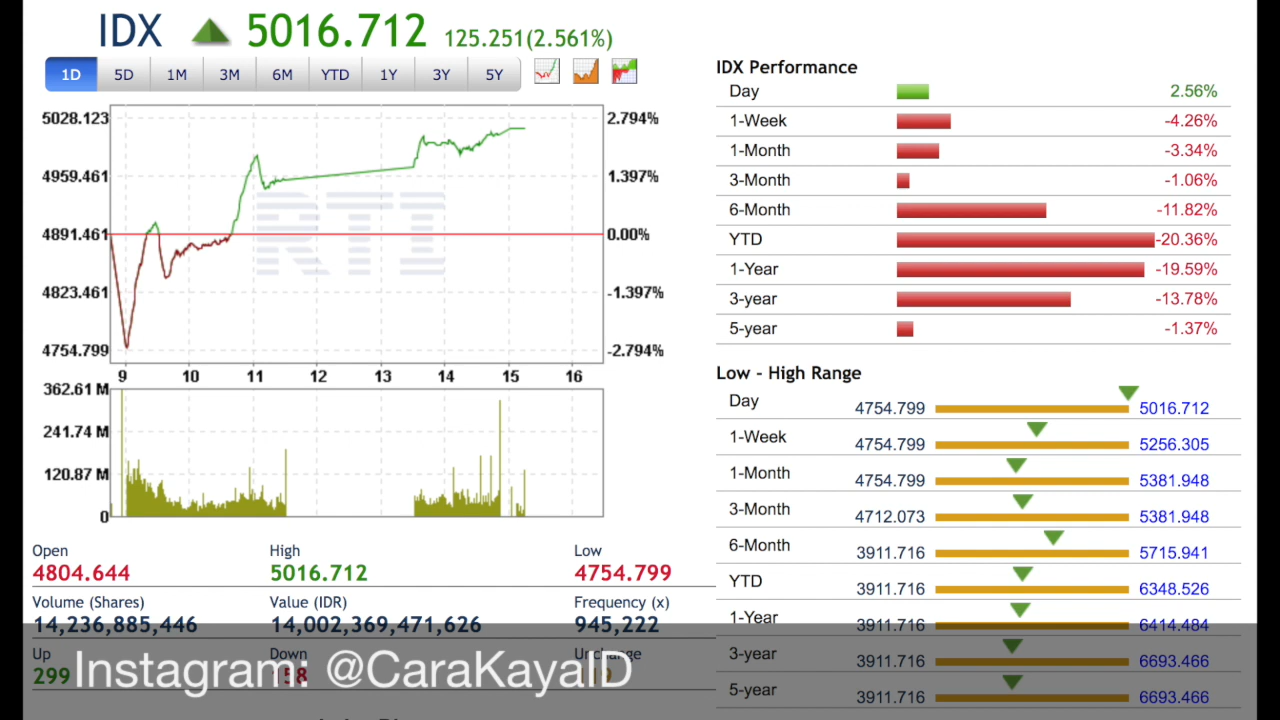 IDX 5016.712 125.251(2.561%)
1D 5D 1M 3M 6M YTD 1Y 3Y 5Y
5028.123 2.794%
4959.461 1.397%
4891.461 0.00%
4823.461 -1.397%
4754.799 -2.794%
RTI
9 10 11 12 13 14 15 16
362.61 M
241.74 M
120.87 M
0
Open High Low
4804.644 5016.712 4754.799
Volume (Shares) Value (IDR) Frequency (x)
14,236,885,446 14,002,369,471,626 945,222
Up Down Unchange
299 158
Instagram: @CaraKayaID
IDX Performance
Day 2.56%
1-Week -4.26%
1-Month -3.34%
3-Month -1.06%
6-Month -11.82%
YTD -20.36%
1-Year -19.59%
3-year -13.78%
5-year -1.37%
Low - High Range
Day 4754.799 5016.712
1-Week 4754.799 5256.305
1-Month 4754.799 5381.948
3-Month 4712.073 5381.948
6-Month 3911.716 5715.941
YTD 3911.716 6348.526
1-Year 3911.716 6414.484
3-year 3911.716 6693.466
5-year 3911.716 6693.466